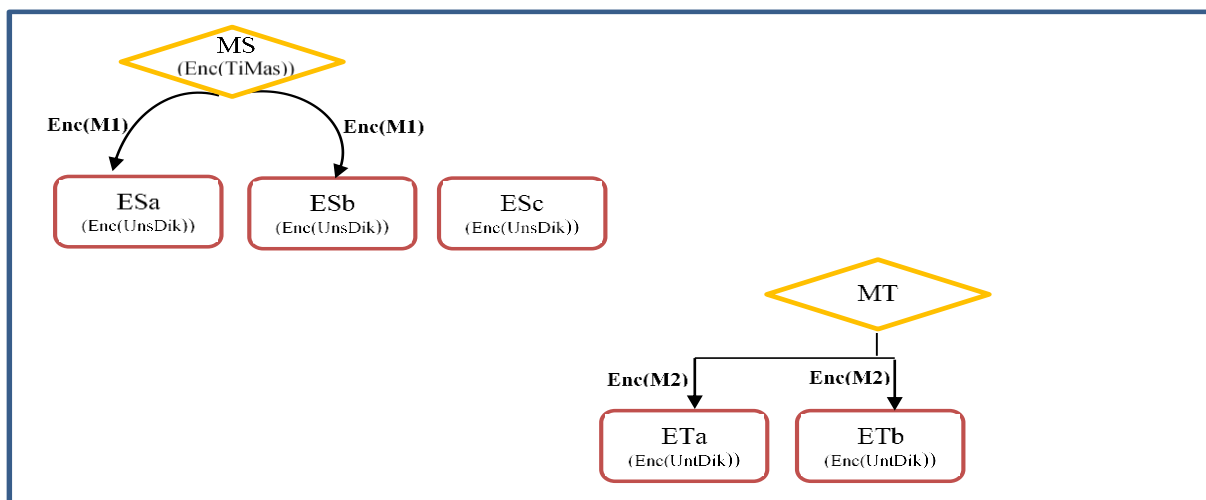 MS
(Enc(TiMas))
Enc(M1)
Enc(M1)
ESa
(Enc(UnsDik))
ESb
(Enc(UnsDik))
ESc
(Enc(UnsDik))
MT
Enc(M2)
Enc(M2)
ETa
(Enc(UntDik))
ETb
(Enc(UntDik))